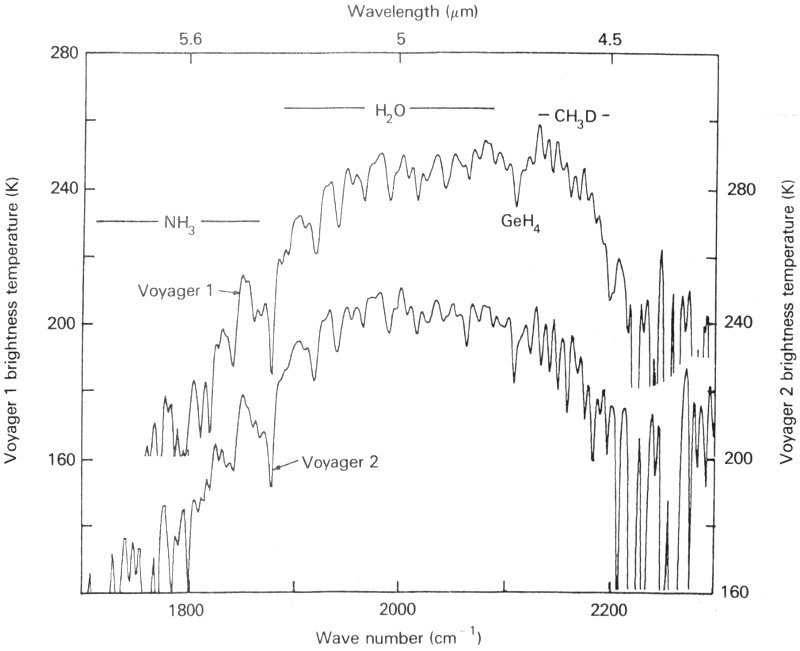 Wavelength (μm)
5.6 5 4.5
280
H₂O
CH₃D
240
280
GeH₄
NH₃
Voyager 1
200
240
Voyager 2
160
200
160
1800 2000 2200
Wave number (cm⁻¹)
Voyager 1 brightness temperature (K)
Voyager 2 brightness temperature (K)